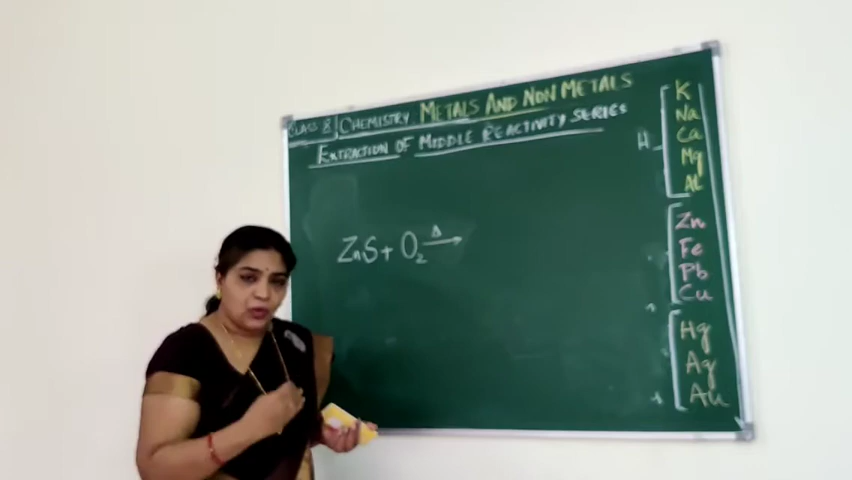 CLASS 8 CHEMISTRY METALS AND NON METALS
EXTRACTION OF MIDDLE REACTIVITY SERIES
ZnS + O₂ →Δ
H
K
Na
Ca
Mg
Al
Zn
Fe
Pb
Cu
Hg
Ag
Au